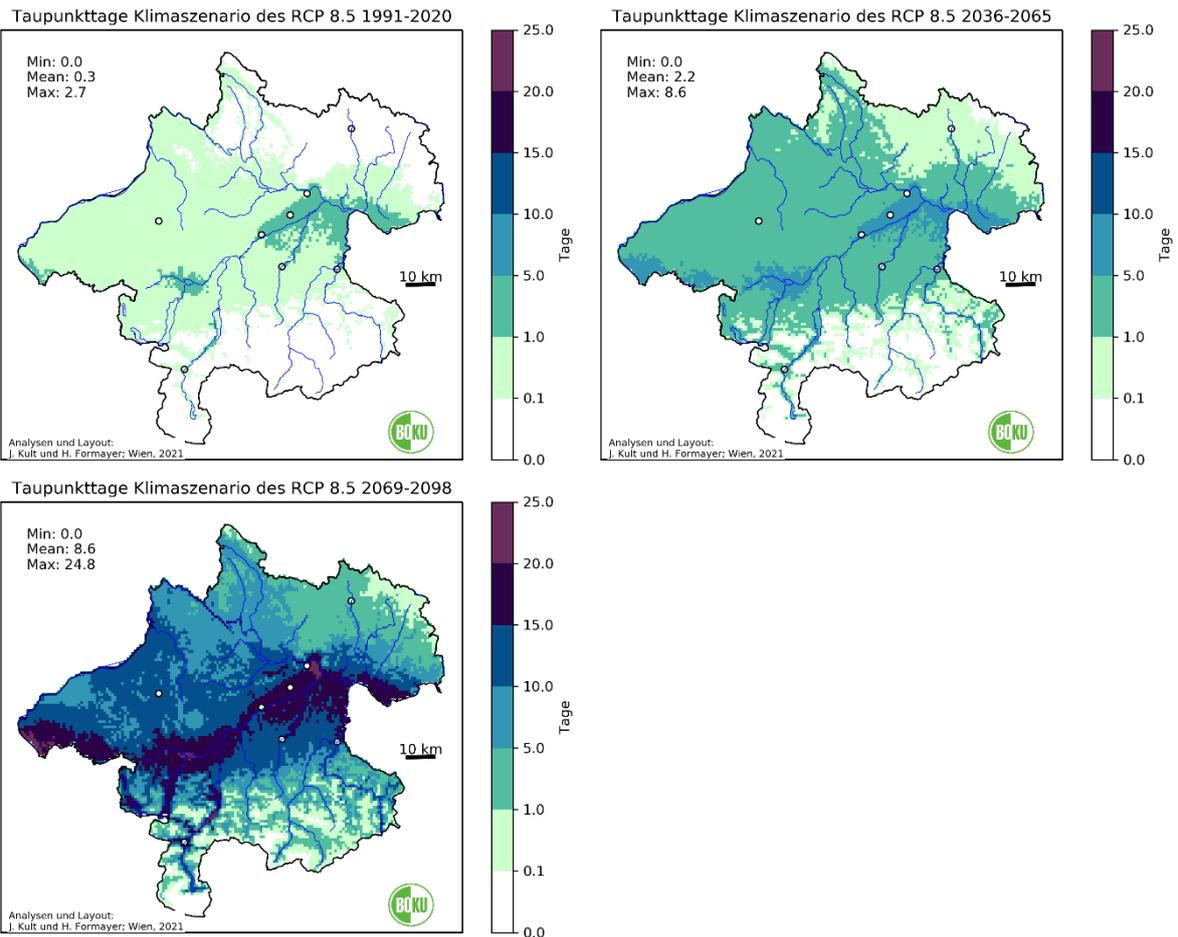 Taupunkttage Klimaszenario des RCP 8.5 1991-2020
Min: 0.0
Mean: 0.3
Max: 2.7
10 km
Analysen und Layout:
J. Kult und H. Formayer; Wien, 2021
BOKU
25.0
20.0
15.0
10.0
5.0
1.0
0.1
0.0
Tage
Taupunkttage Klimaszenario des RCP 8.5 2036-2065
Min: 0.0
Mean: 2.2
Max: 8.6
10 km
Analysen und Layout:
J. Kult und H. Formayer; Wien, 2021
BOKU
25.0
20.0
15.0
10.0
5.0
1.0
0.1
0.0
Tage
Taupunkttage Klimaszenario des RCP 8.5 2069-2098
Min: 0.0
Mean: 8.6
Max: 24.8
10 km
Analysen und Layout:
J. Kult und H. Formayer; Wien, 2021
BOKU
25.0
20.0
15.0
10.0
5.0
1.0
0.1
0.0
Tage